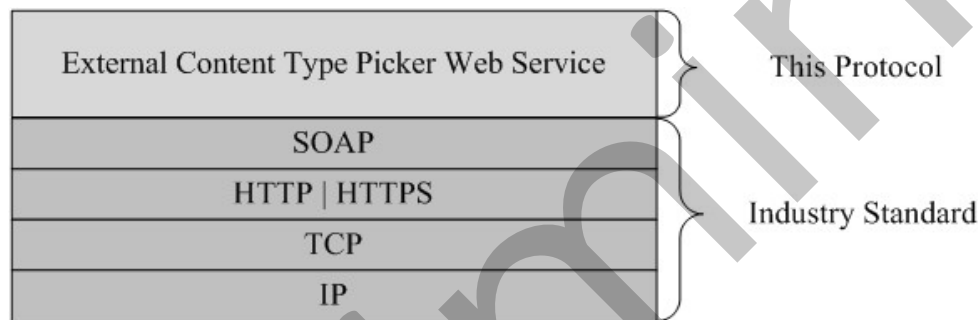 External Content Type Picker Web Service
This Protocol
SOAP
HTTP | HTTPS
Industry Standard
TCP
IP